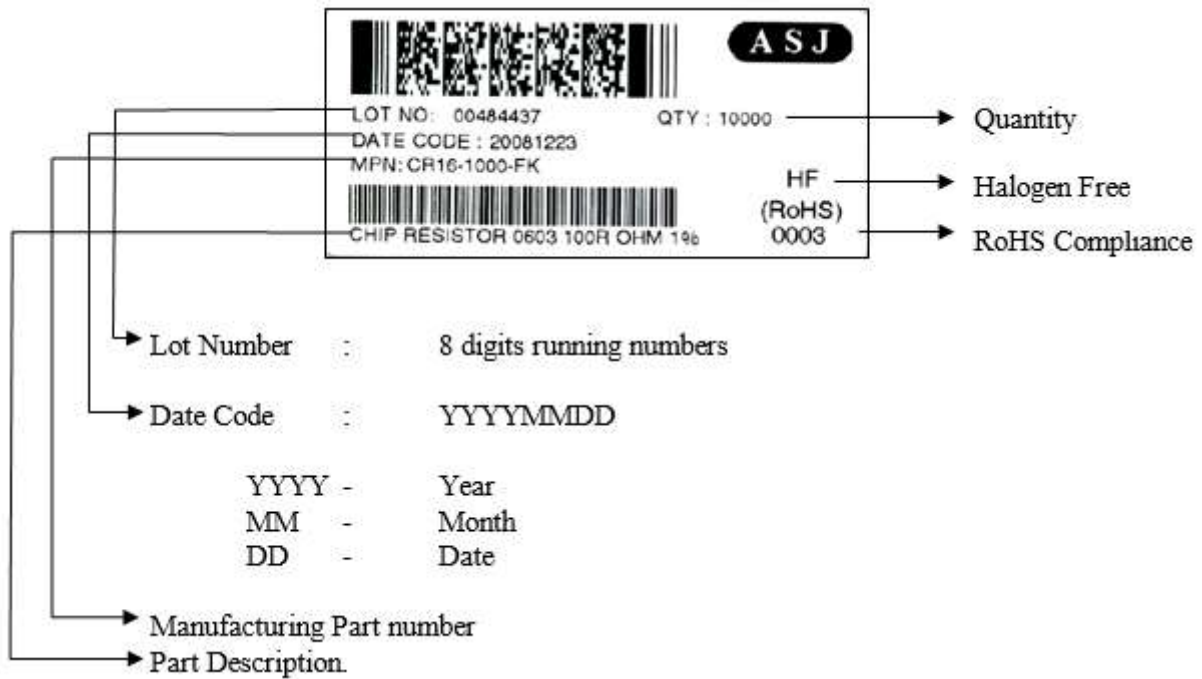 ASJ
LOT NO: 00484437 QTY : 10000
Quantity
DATE CODE : 20081223
MPN: CR16-1000-FK
HF
Halogen Free
(RoHS)
CHIP RESISTOR 0603 100R OHM 1%
0003
RoHS Compliance
Lot Number : 8 digits running numbers
Date Code : YYYYMMDD
YYYY - Year
MM - Month
DD - Date
Manufacturing Part number
Part Description.